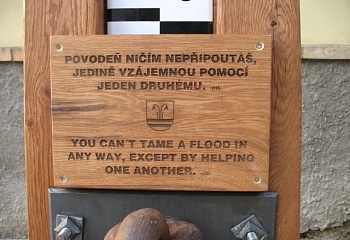 POVODEŇ NIČÍM NEPŘIPOUTÁŠ,
JEDINĚ VZÁJEMNOU POMOCÍ
JEDEN DRUHÉMU.
YOU CAN'T TAME A FLOOD IN
ANY WAY, EXCEPT BY HELPING
ONE ANOTHER.